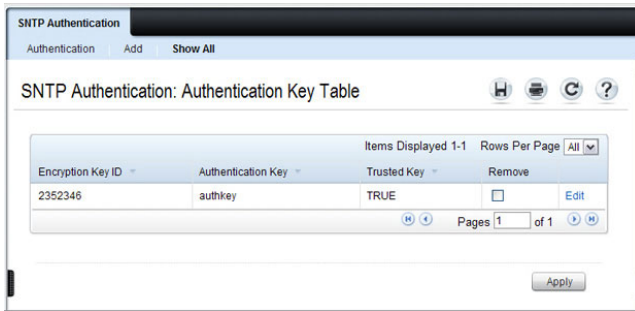 SNTP Authentication
Authentication Add Show All
SNTP Authentication: Authentication Key Table
?
Items Displayed 1-1 Rows Per Page All
Encryption Key ID Authentication Key Trusted Key Remove
2352346 authkey TRUE Edit
Pages 1 of 1
Apply